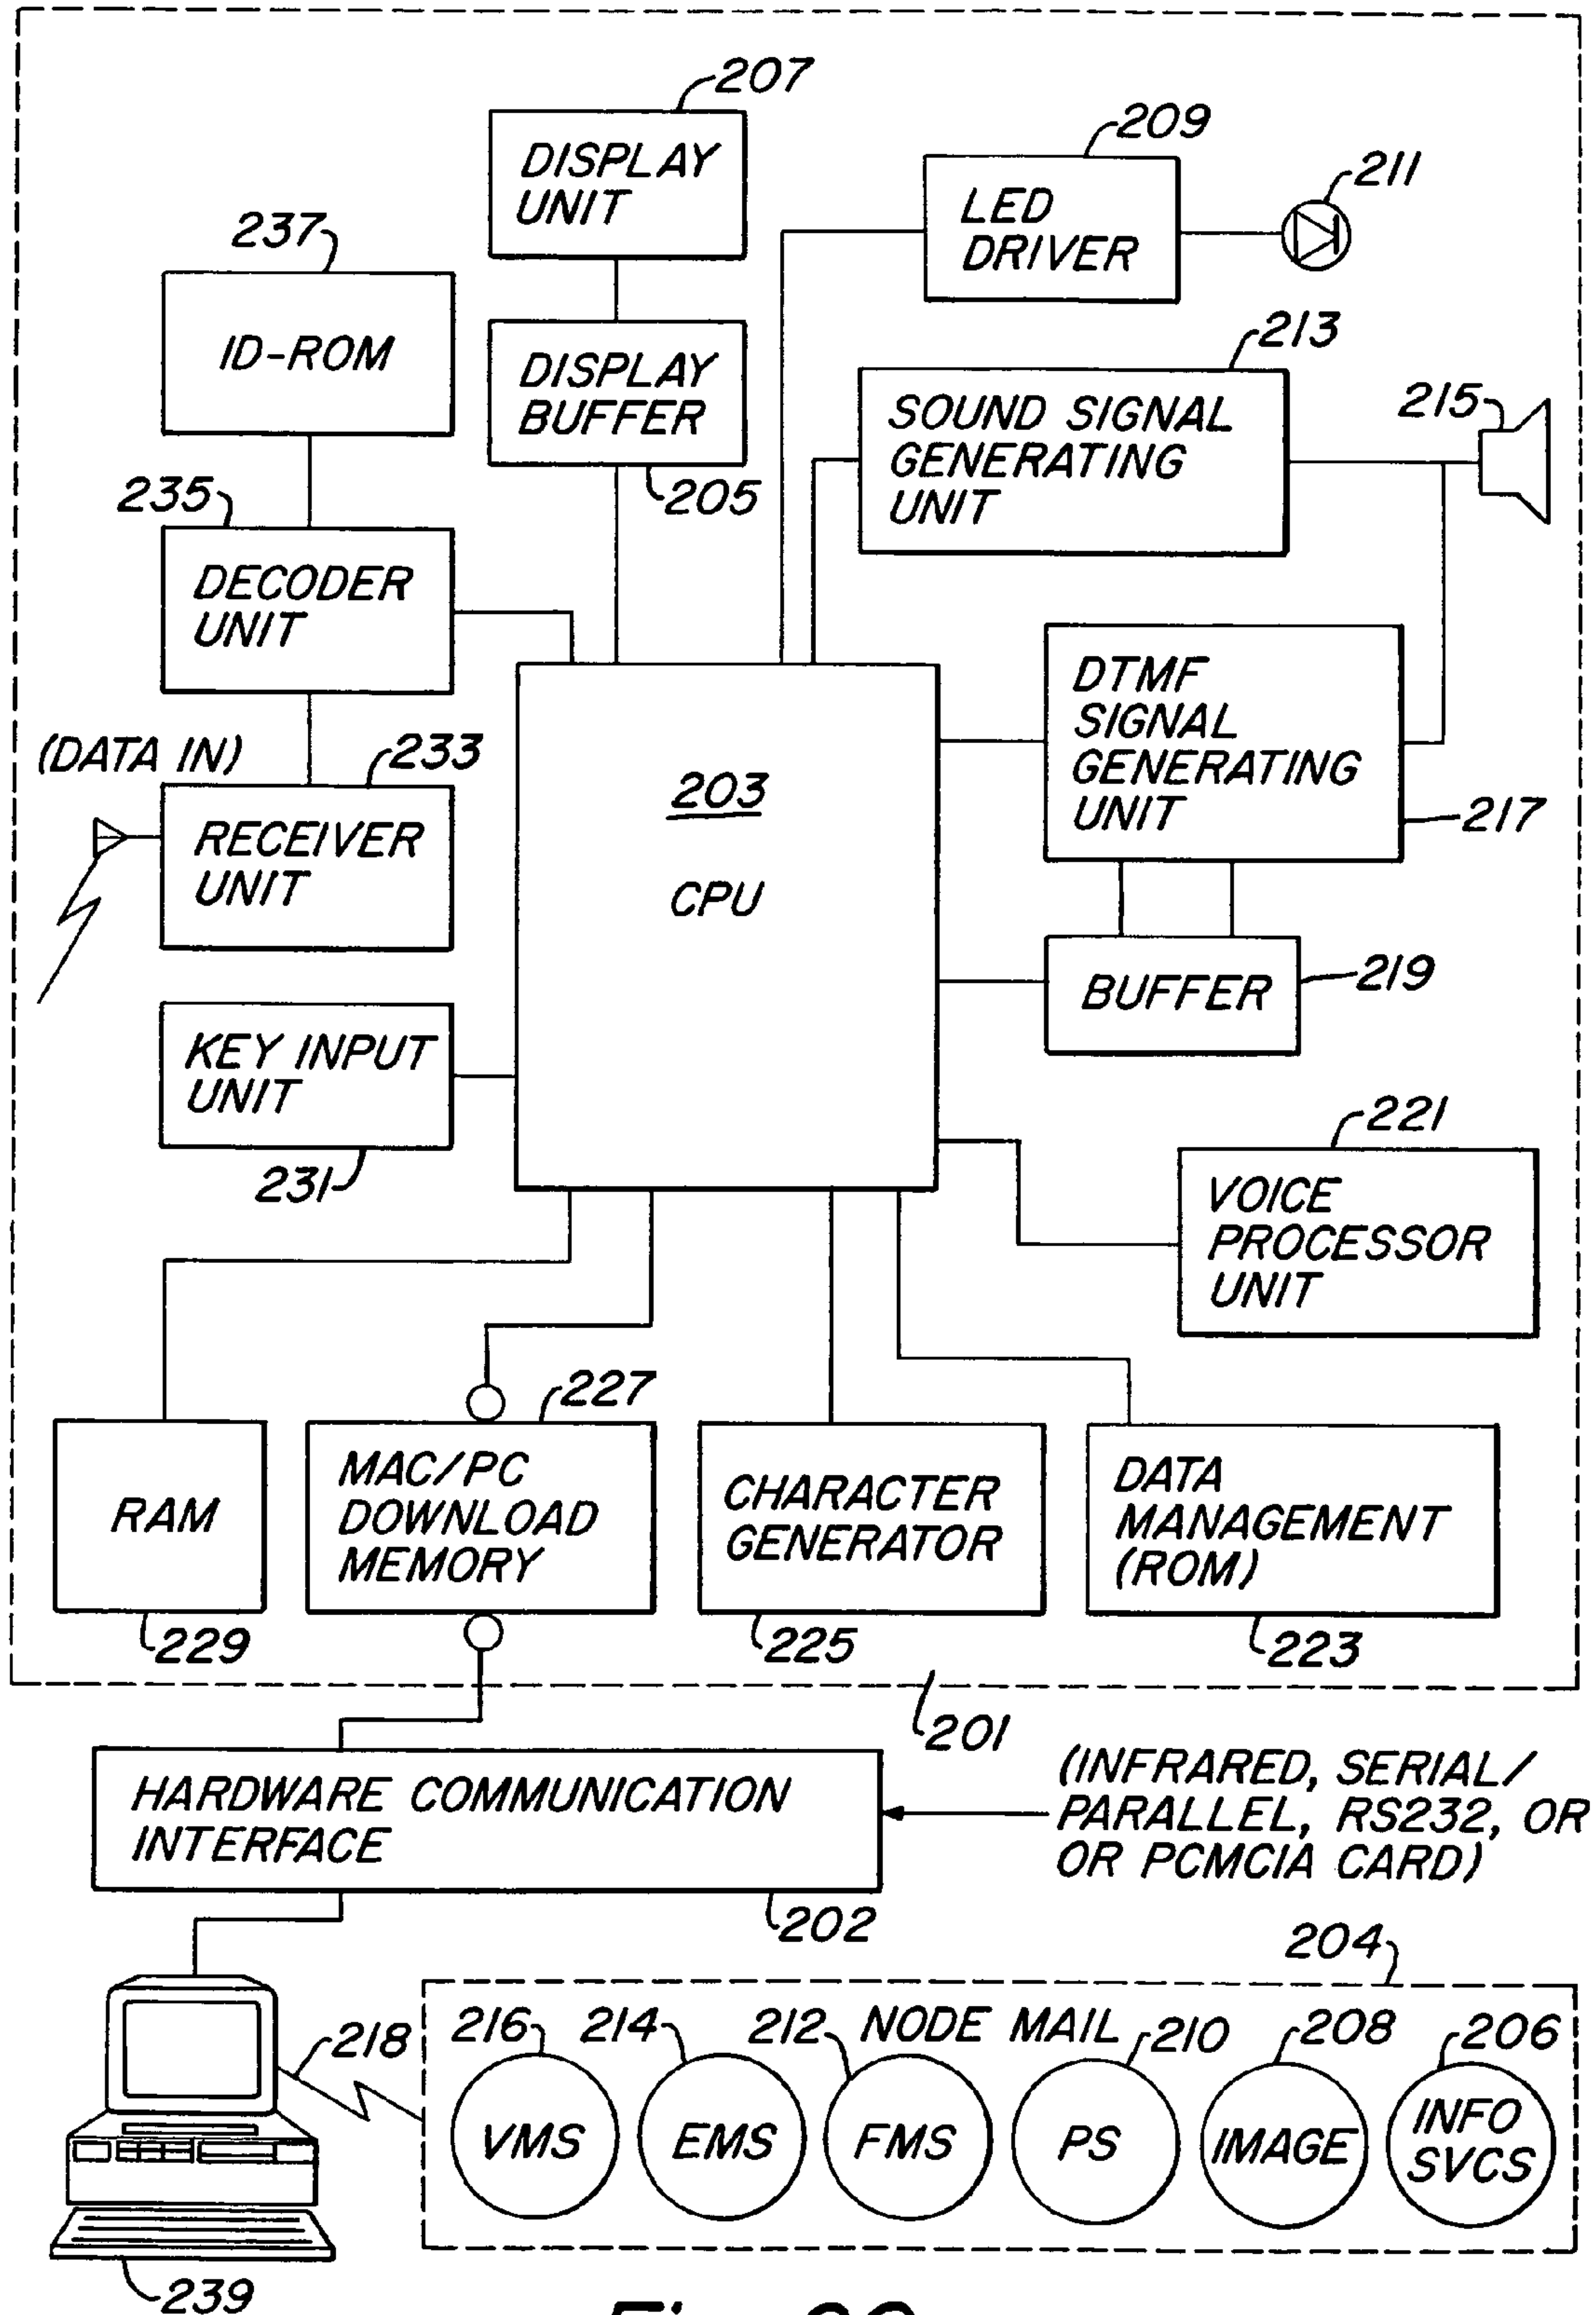 207
DISPLAY
UNIT
209
LED
DRIVER
211
237
ID-ROM
DISPLAY
BUFFER
205
213
SOUND SIGNAL
GENERATING
UNIT
215
235
DECODER
UNIT
DTMF
SIGNAL
GENERATING
UNIT
217
(DATA IN)
233
RECEIVER
UNIT
203
CPU
BUFFER
219
KEY INPUT
UNIT
231
221
VOICE
PROCESSOR
UNIT
RAM
229
227
MAC/PC
DOWNLOAD
MEMORY
CHARACTER
GENERATOR
225
DATA
MANAGEMENT
(ROM)
223
201
HARDWARE COMMUNICATION
INTERFACE
202
(INFRARED, SERIAL/
PARALLEL, RS232, OR
OR PCMCIA CARD)
204
218
216
214
212
NODE MAIL
210
208
206
VMS
EMS
FMS
PS
IMAGE
INFO
SVCS
239